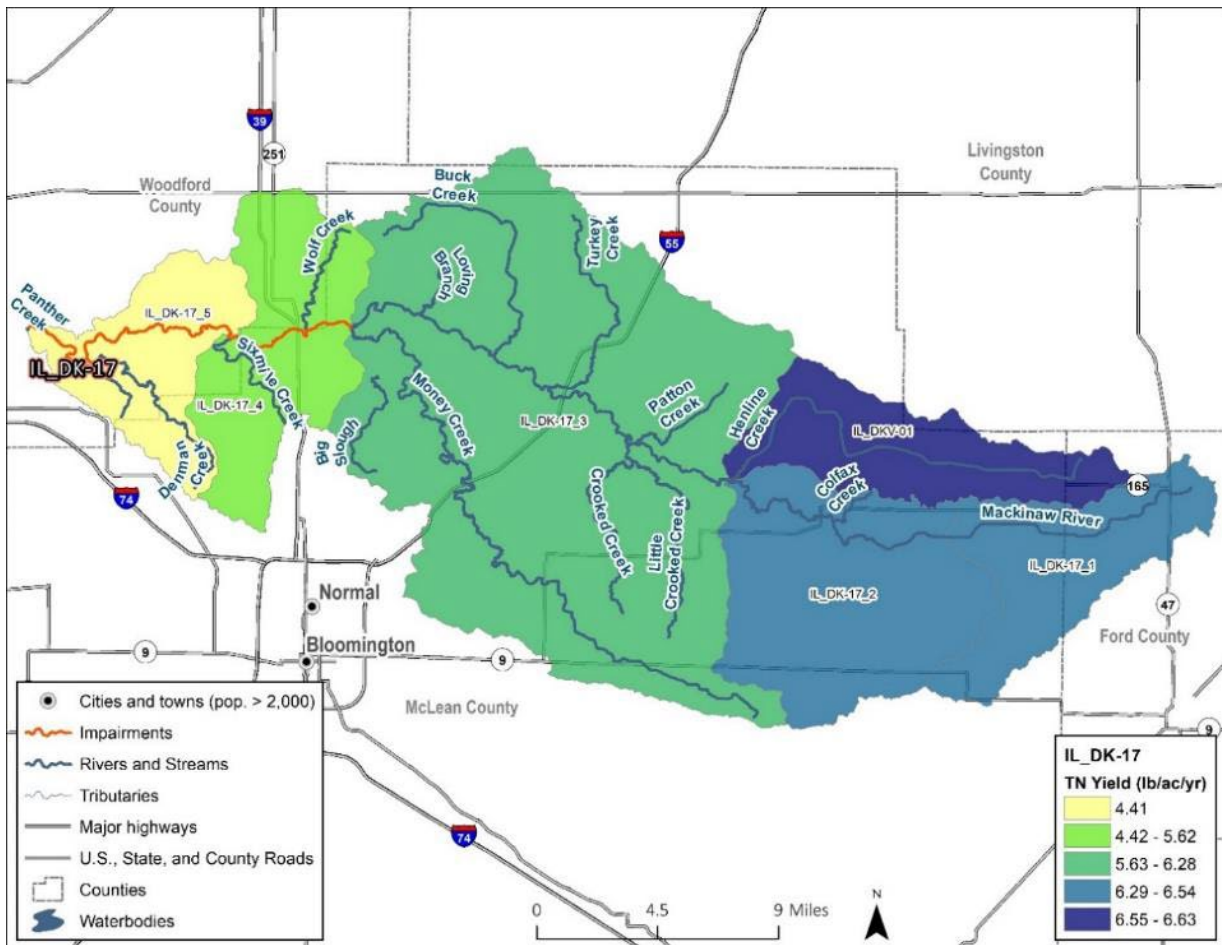 39
251
Woodford
County
Livingston
County
Buck
Creek
Wolf Creek
Loving
Branch
Turkey
Creek
55
Panther
Creek
IL_DK-17_5
IL_DK-17
Sixmile Creek
IL_DK-17_4
Denman
Creek
Big
Slough
Money Creek
IL_DK-17_3
Patton
Creek
Henline
Creek
IL_DKV-01
Colfax
Creek
165
Mackinaw River
74
Crooked Creek
Little
Crooked Creek
IL_DK-17_1
IL_DK-17_2
Normal
47
Ford County
Bloomington
9
9
McLean County
9
74
Cities and towns (pop. > 2,000)
Impairments
Rivers and Streams
Tributaries
Major highways
U.S., State, and County Roads
Counties
Waterbodies
0 4.5 9 Miles
N
IL_DK-17
TN Yield (lb/ac/yr)
4.41
4.42 - 5.62
5.63 - 6.28
6.29 - 6.54
6.55 - 6.63